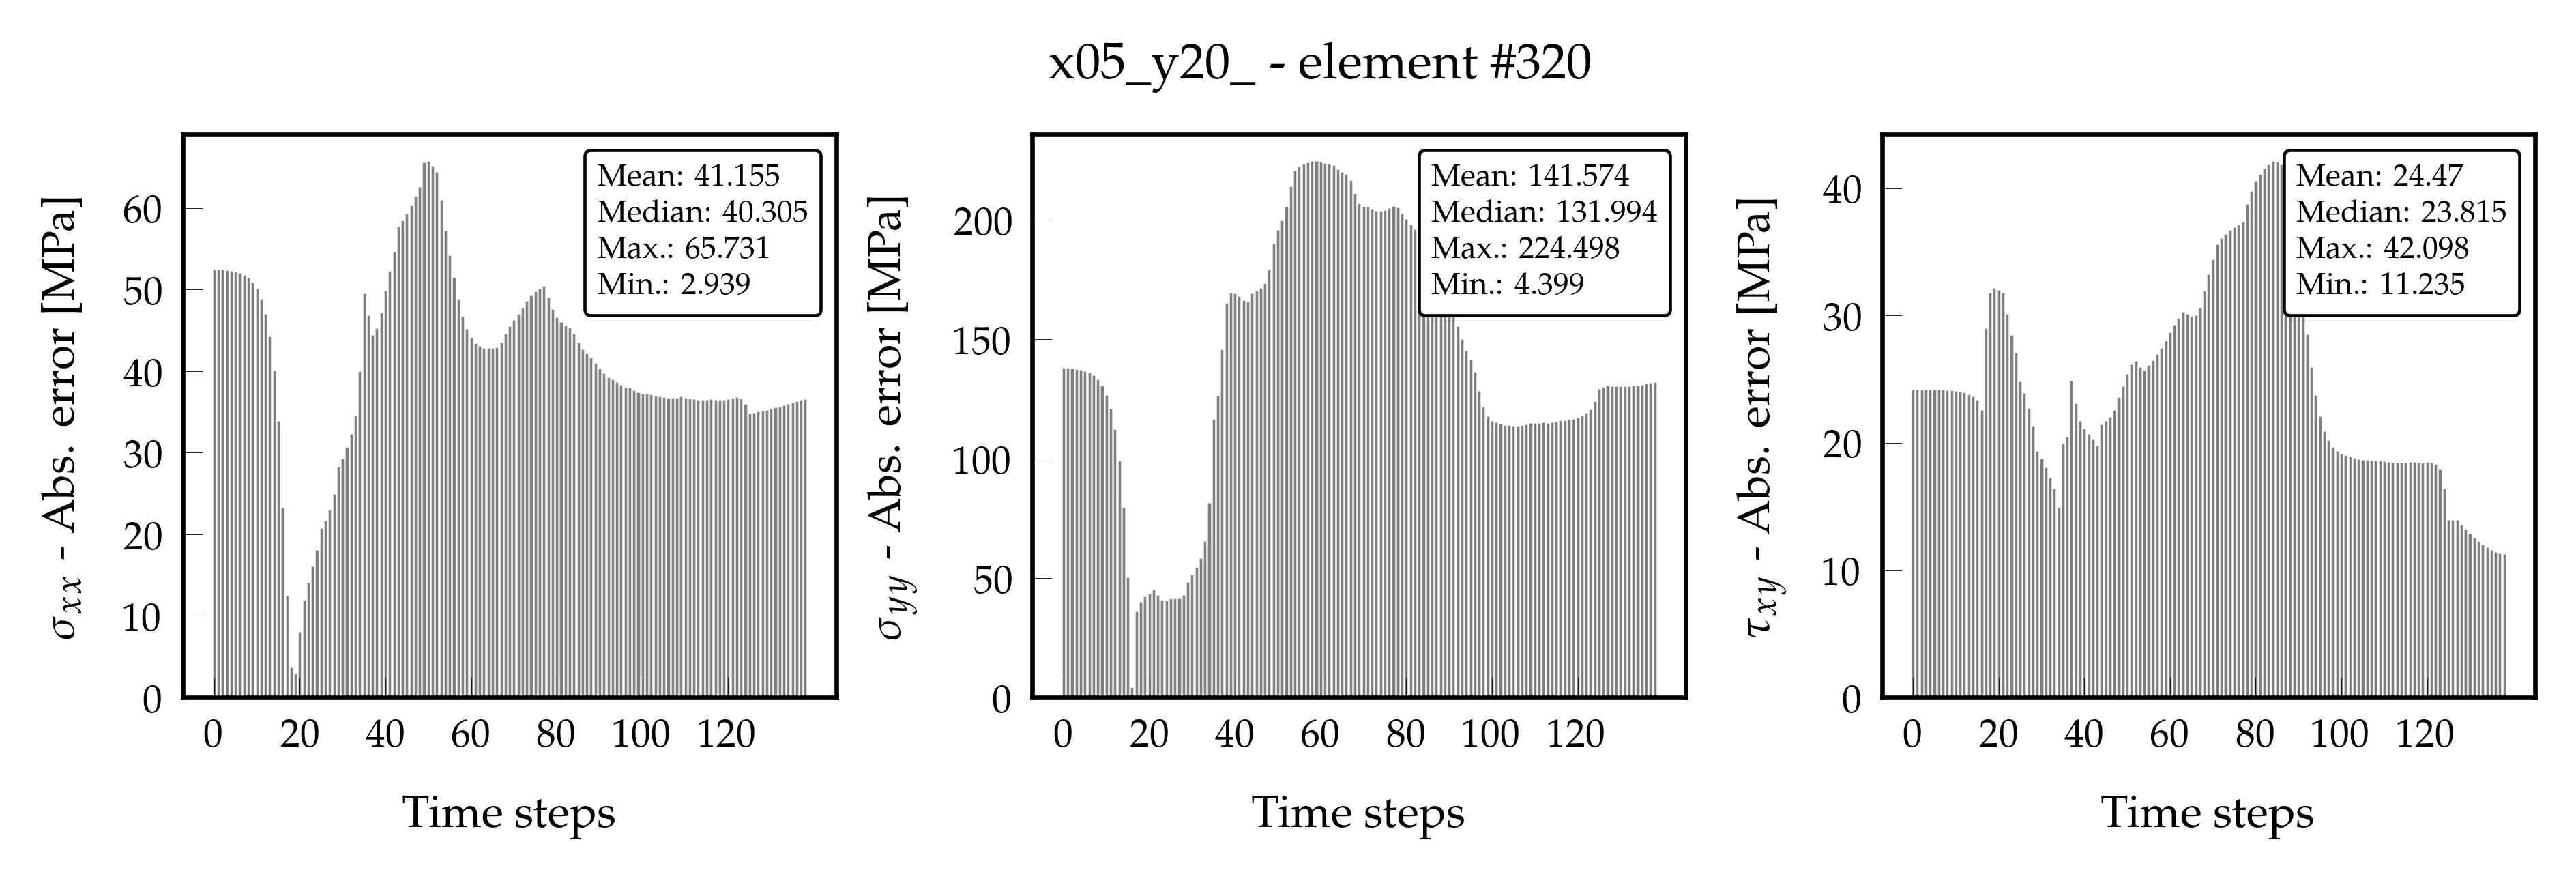 x05_y20_ - element #320
σxx - Abs. error [MPa]
60
50
40
30
20
10
0
Mean: 41.155
Median: 40.305
Max.: 65.731
Min.: 2.939
0 20 40 60 80 100 120
Time steps
σyy - Abs. error [MPa]
200
150
100
50
0
Mean: 141.574
Median: 131.994
Max.: 224.498
Min.: 4.399
0 20 40 60 80 100 120
Time steps
τxy - Abs. error [MPa]
40
30
20
10
0
Mean: 24.47
Median: 23.815
Max.: 42.098
Min.: 11.235
0 20 40 60 80 100 120
Time steps